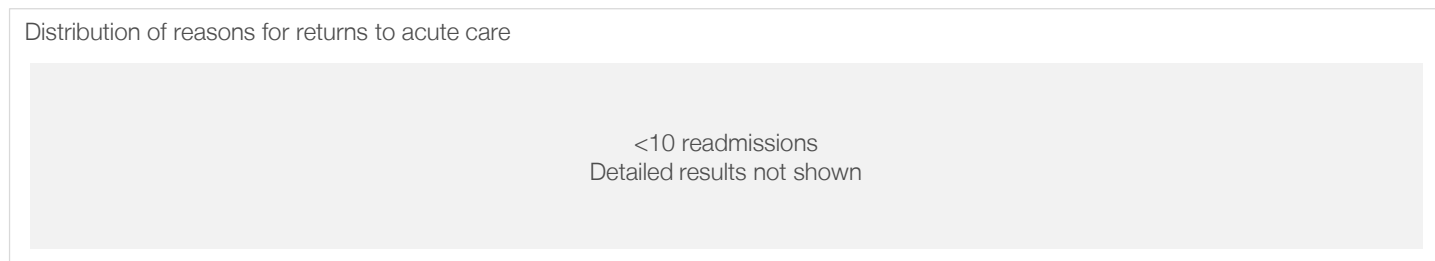 Distribution of reasons for returns to acute care
<10 readmissions
Detailed results not shown